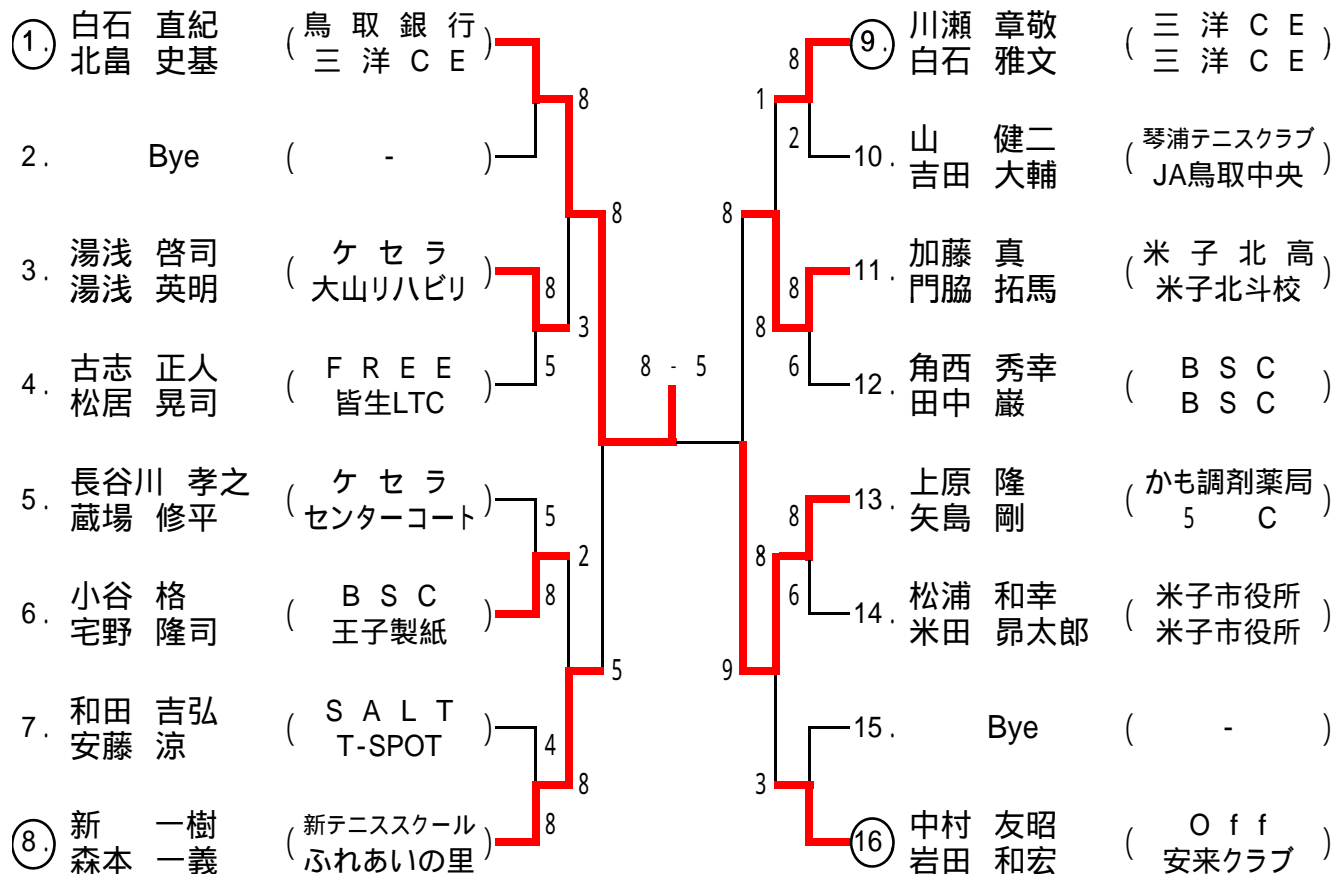 1. 白石 直紀 (鳥 取 銀 行)
北畠 史基 三 洋 C E
8
2. Bye ( - )
8
3. 湯浅 啓司 (ケ セ ラ)
湯浅 英明 大山リハビリ
8
3
4. 古志 正人 (F R E E)
松居 晃司 皆生LTC
5
8 - 5
5. 長谷川 孝之 (ケ セ ラ)
蔵場 修平 センターコート
5
2
6. 小谷 格 (B S C)
宅野 隆司 王子製紙
8
5
7. 和田 吉弘 (S A L T)
安藤 涼 T-SPOT
4
8
8. 新 一樹 (新テニススクール)
森本 一義 ふれあいの里
8
9. 川瀬 章敬 (三 洋 C E)
白石 雅文 三 洋 C E
8
1
2
10. 山 健二 (琴浦テニスクラブ)
吉田 大輔 JA鳥取中央
8
11. 加藤 真 (米 子 北 高)
門脇 拓馬 米子北斗校
8
8
6
12. 角西 秀幸 (B S C)
田中 巌 B S C
13. 上原 隆 (かも調剤薬局)
矢島 剛 5 C
8
8
6
14. 松浦 和幸 (米子市役所)
米田 昴太郎 米子市役所
9
15. Bye ( - )
3
16 中村 友昭 (O f f)
岩田 和宏 安来クラブ